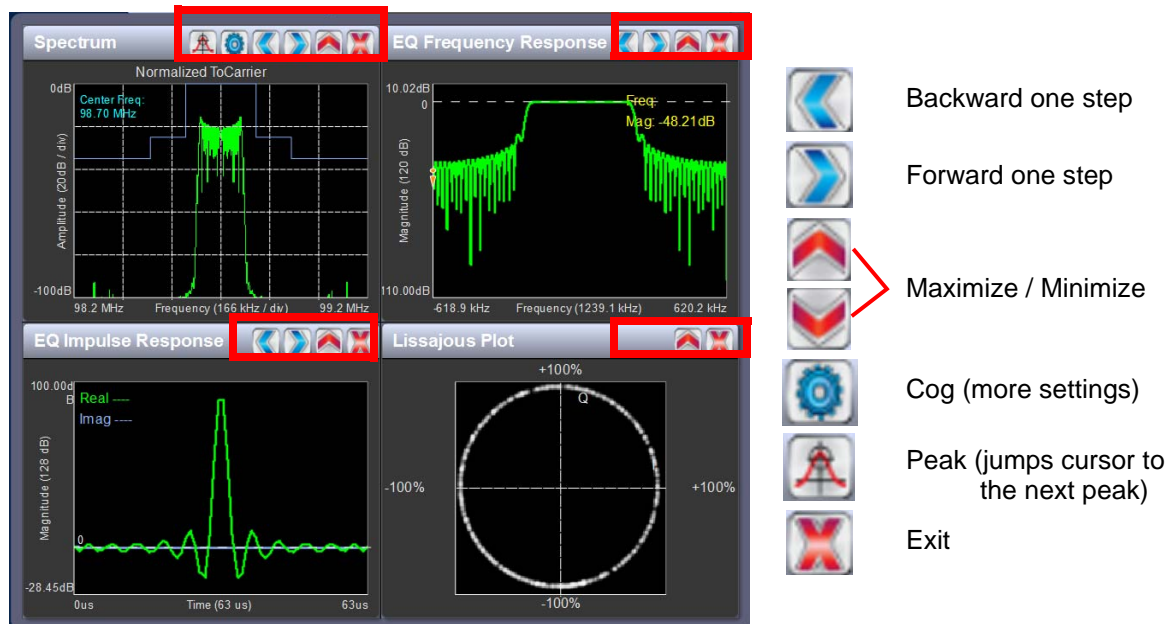 Spectrum
Normalized ToCarrier
0dB
Center Freq:
98.70 MHz
Amplitude (20dB / div)
-100dB
98.2 MHz
Frequency (166 kHz / div)
99.2 MHz
EQ Frequency Response
10.02dB
0
Freq:
Mag: -48.21dB
Magnitude (120 dB)
110.00dB
-618.9 kHz
Frequency (1239.1 kHz)
620.2 kHz
EQ Impulse Response
100.00d
B
Real ----
Imag ----
Magnitude (128 dB)
0
-28.45dB
0us
Time (63 us)
63us
Lissajous Plot
+100%
Q
-100%
+100%
-100%
Backward one step
Forward one step
Maximize / Minimize
Cog (more settings)
Peak (jumps cursor to
the next peak)
Exit